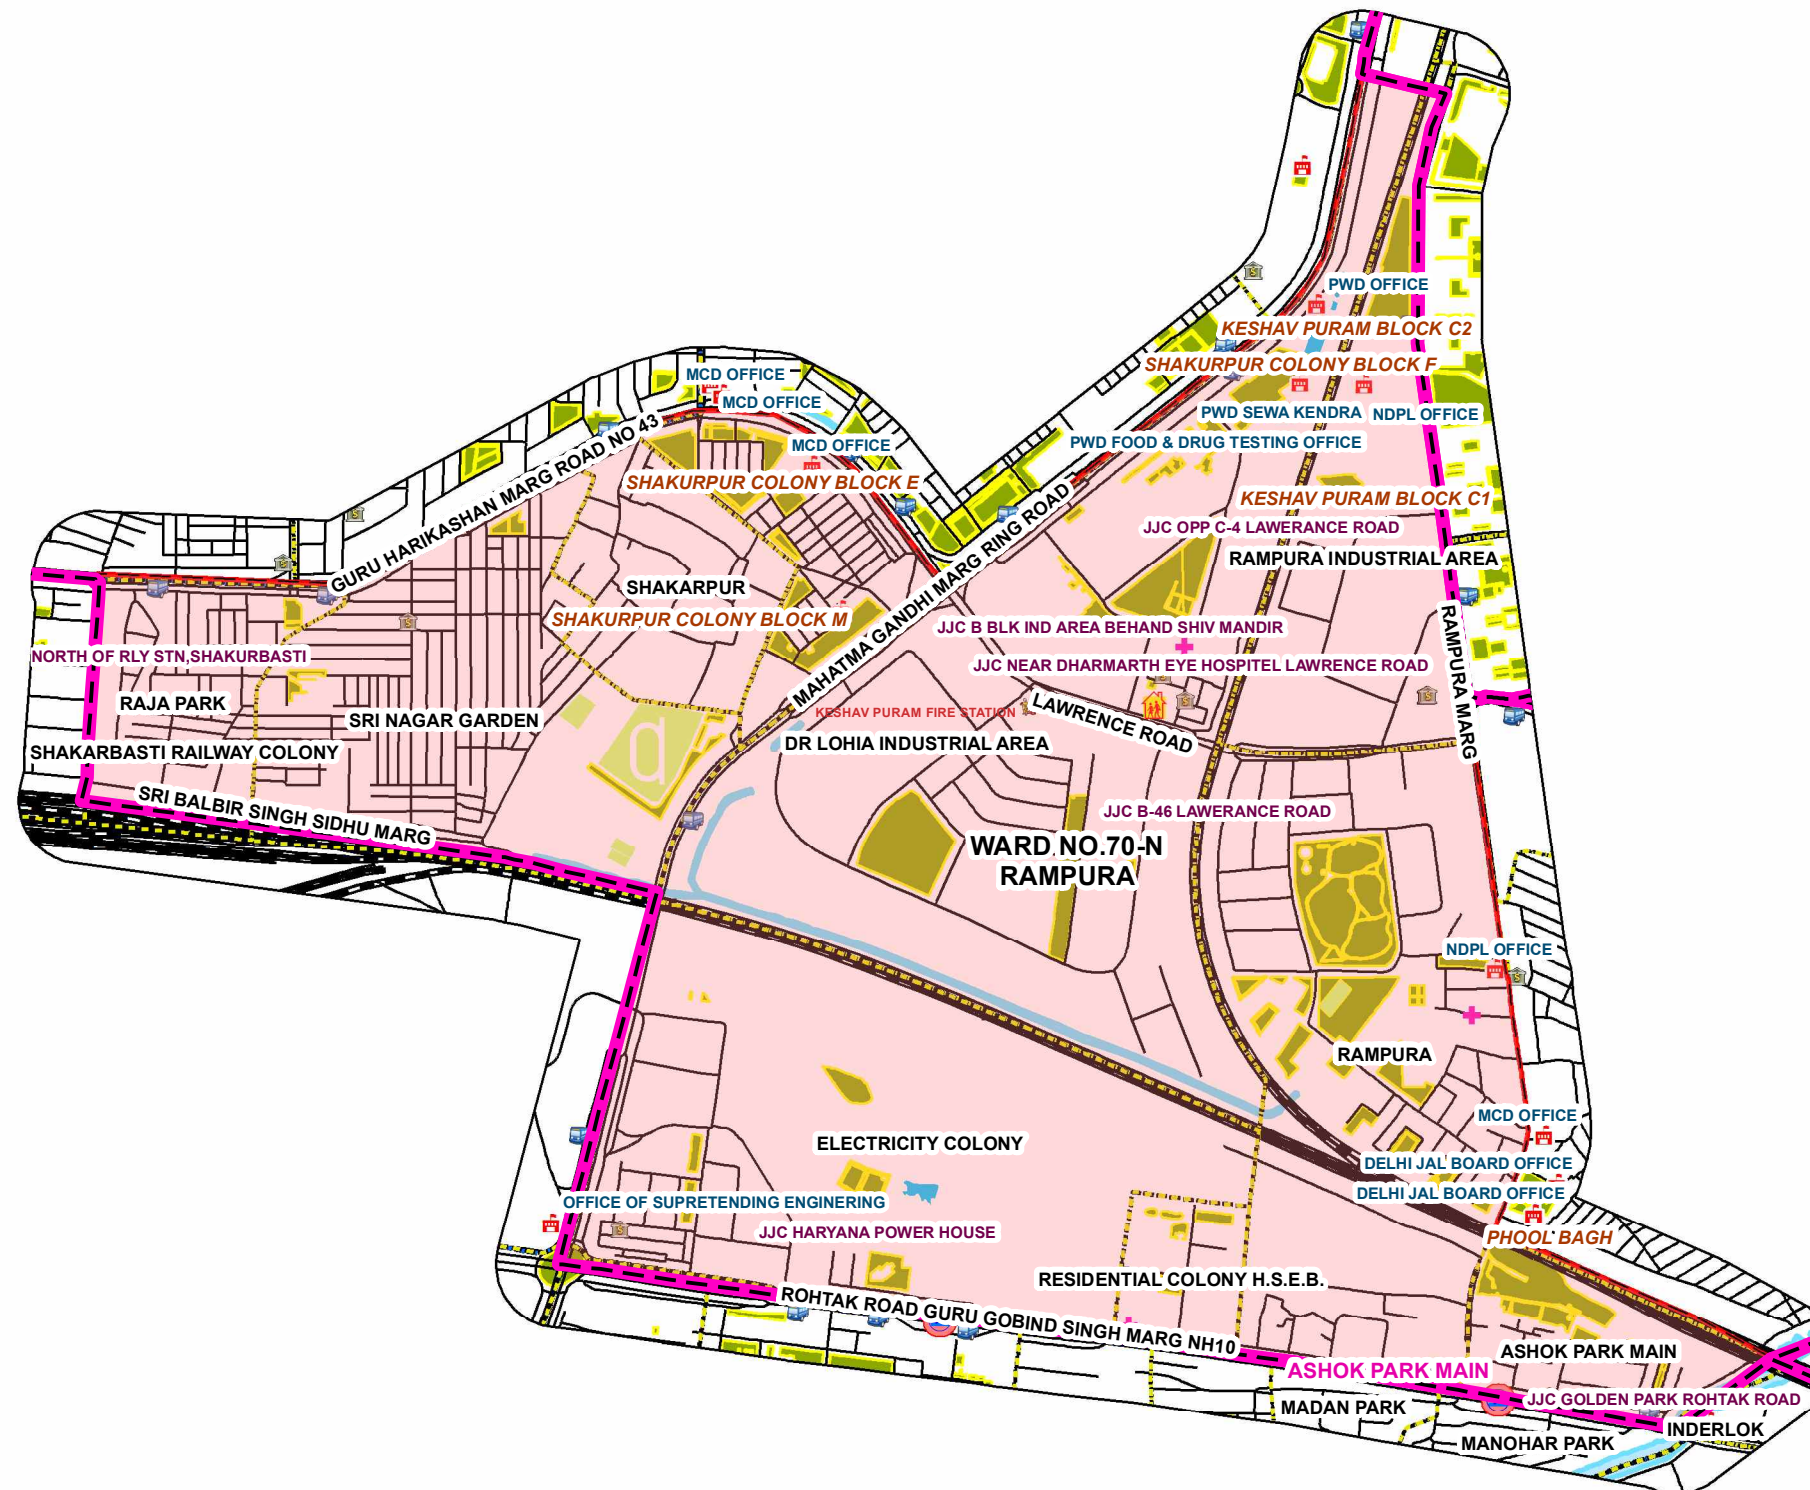 PWD OFFICE
KESHAV PURAM BLOCK C2
SHAKURPUR COLONY BLOCK F
MCD OFFICE
MCD OFFICE
PWD SEWA KENDRA
NDPL OFFICE
MCD OFFICE
PWD FOOD & DRUG TESTING OFFICE
GURU HARIKASHAN MARG ROAD NO 43
SHAKURPUR COLONY BLOCK E
KESHAV PURAM BLOCK C1
JJC OPP C-4 LAWERANCE ROAD
RAMPURA INDUSTRIAL AREA
MAHATMA GANDHI MARG RING ROAD
SHAKARPUR
SHAKURPUR COLONY BLOCK M
JJC B BLK IND AREA BEHAND SHIV MANDIR
NORTH OF RLY STN,SHAKURBASTI
JJC NEAR DHARMARTH EYE HOSPITEL LAWRENCE ROAD
RAMPURA MARG
RAJA PARK
SRI NAGAR GARDEN
KESHAV PURAM FIRE STATION
LAWRENCE ROAD
SHAKARBASTI RAILWAY COLONY
d
DR LOHIA INDUSTRIAL AREA
SRI BALBIR SINGH SIDHU MARG
JJC B-46 LAWERANCE ROAD
WARD NO.70-N
RAMPURA
NDPL OFFICE
RAMPURA
MCD OFFICE
ELECTRICITY COLONY
DELHI JAL BOARD OFFICE
DELHI JAL BOARD OFFICE
OFFICE OF SUPRETENDING ENGINERING
JJC HARYANA POWER HOUSE
PHOOL BAGH
RESIDENTIAL COLONY H.S.E.B.
ROHTAK ROAD GURU GOBIND SINGH MARG NH10
ASHOK PARK MAIN
ASHOK PARK MAIN
JJC GOLDEN PARK ROHTAK ROAD
MADAN PARK
INDERLOK
MANOHAR PARK